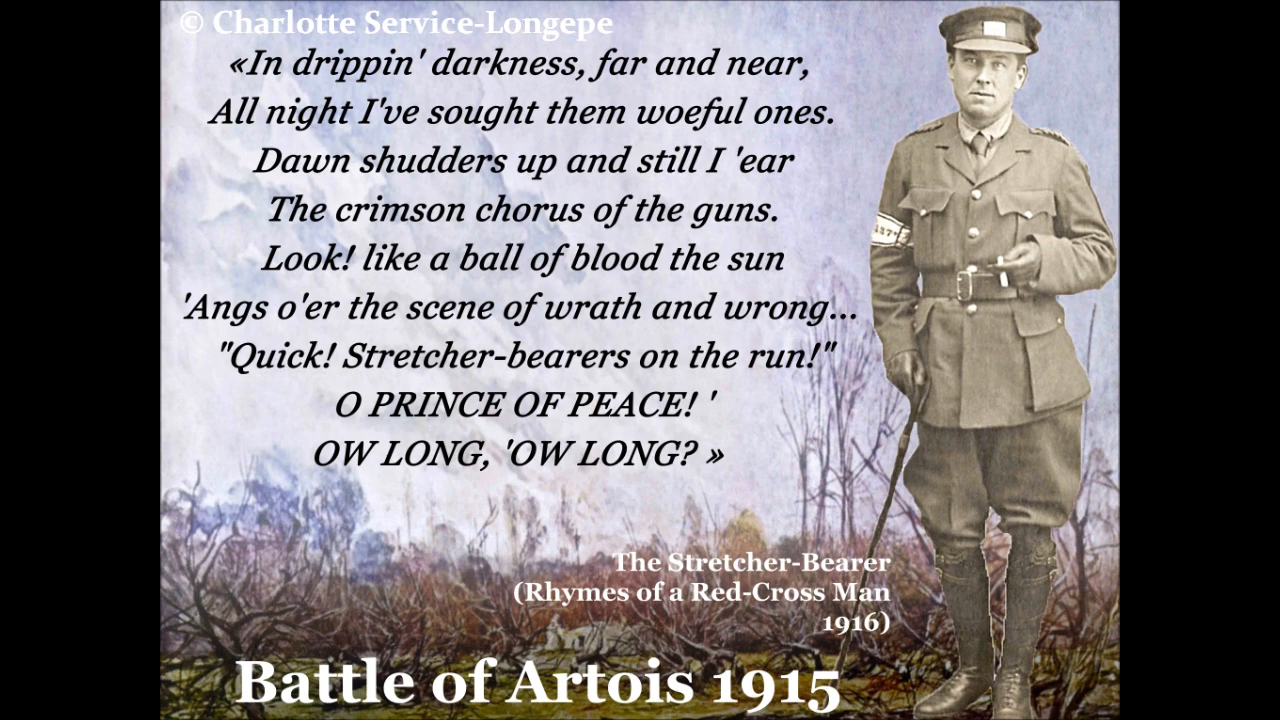 © Charlotte Service-Longepe
«In drippin' darkness, far and near,
All night I've sought them woeful ones.
Dawn shudders up and still I 'ear
The crimson chorus of the guns.
Look! like a ball of blood the sun
'Angs o'er the scene of wrath and wrong...
"Quick! Stretcher-bearers on the run!"
O PRINCE OF PEACE! '
OW LONG, 'OW LONG? »
The Stretcher-Bearer
(Rhymes of a Red-Cross Man
1916)
Battle of Artois 1915